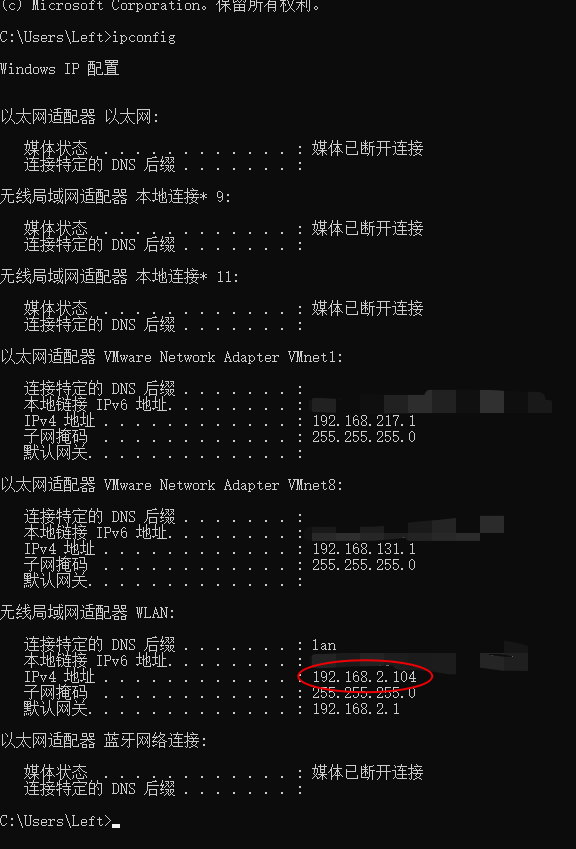 (c) Microsoft Corporation。保留所有权利。
C:\Users\Left>ipconfig
Windows IP 配置
以太网适配器 以太网:
媒体状态 . . . . . . . . . . . . : 媒体已断开连接
连接特定的 DNS 后缀 . . . . . . . :
无线局域网适配器 本地连接* 9:
媒体状态 . . . . . . . . . . . . : 媒体已断开连接
连接特定的 DNS 后缀 . . . . . . . :
无线局域网适配器 本地连接* 11:
媒体状态 . . . . . . . . . . . . : 媒体已断开连接
连接特定的 DNS 后缀 . . . . . . . :
以太网适配器 VMware Network Adapter VMnet1:
连接特定的 DNS 后缀 . . . . . . . :
本地链接 IPv6 地址. . . . . . . . :
IPv4 地址 . . . . . . . . . . . . : 192.168.217.1
子网掩码 . . . . . . . . . . . . : 255.255.255.0
默认网关. . . . . . . . . . . . . :
以太网适配器 VMware Network Adapter VMnet8:
连接特定的 DNS 后缀 . . . . . . . :
本地链接 IPv6 地址. . . . . . . . :
IPv4 地址 . . . . . . . . . . . . : 192.168.131.1
子网掩码 . . . . . . . . . . . . : 255.255.255.0
默认网关. . . . . . . . . . . . . :
无线局域网适配器 WLAN:
连接特定的 DNS 后缀 . . . . . . . : lan
本地链接 IPv6 地址. . . . . . . . :
IPv4 地址 . . . . . . . . . . . . : 192.168.2.104
子网掩码 . . . . . . . . . . . . : 255.255.255.0
默认网关. . . . . . . . . . . . . : 192.168.2.1
以太网适配器 蓝牙网络连接:
媒体状态 . . . . . . . . . . . . : 媒体已断开连接
连接特定的 DNS 后缀 . . . . . . . :
C:\Users\Left>